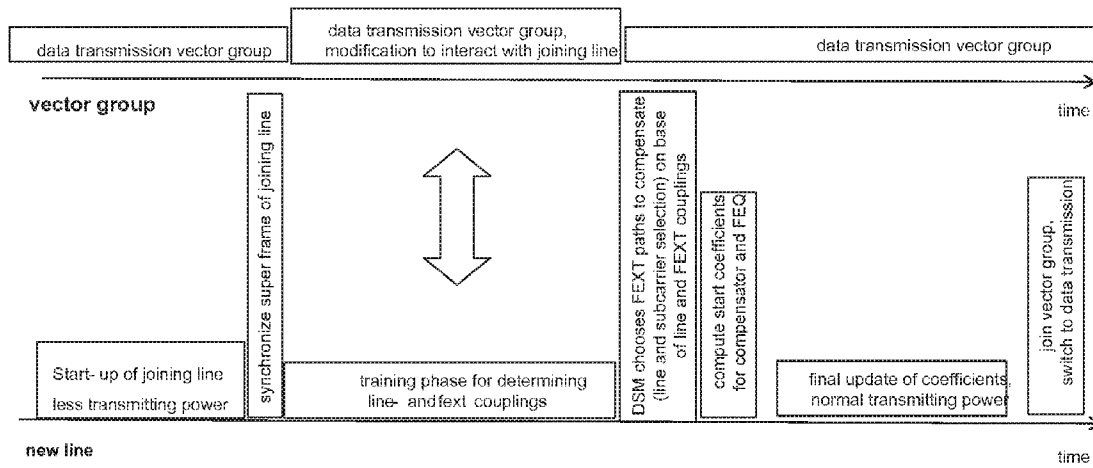 data transmission vector group
data transmission vector group,
modification to interact with joining line
data transmission vector group
vector group
time
synchronize super frame of joining line
DSM chooses FEXT paths to compensate
(line and subcarrier selection) on base
of line and FEXT couplings
compute start coefficients
for compensator and FEQ
join vector group,
switch to data transmission
Start- up of joining line
less transmitting power
training phase for determining
line- andfext couplings
final update of coefficients,
normal transmitting power
new line
time